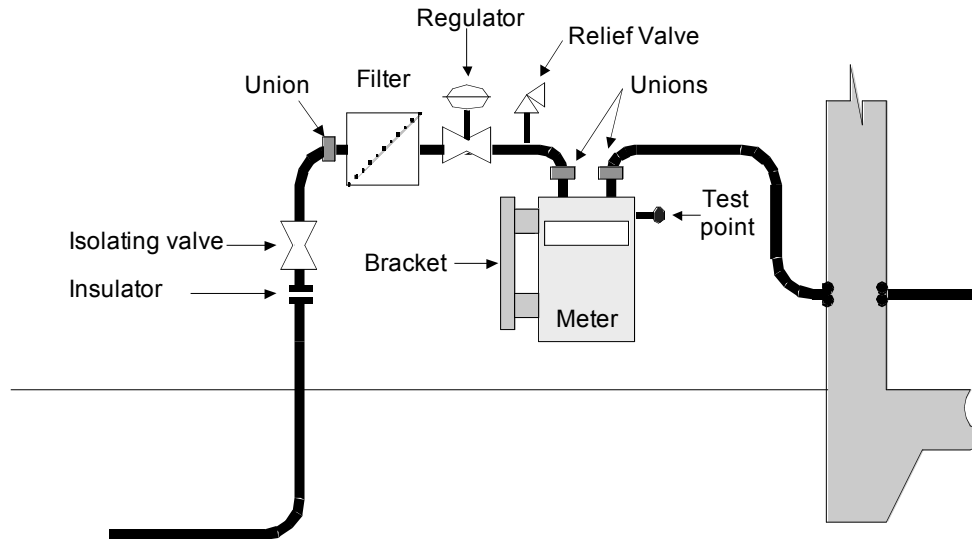 Regulator
Relief Valve
Filter
Union
Unions
Test
point
Isolating valve
Bracket
Insulator
Meter